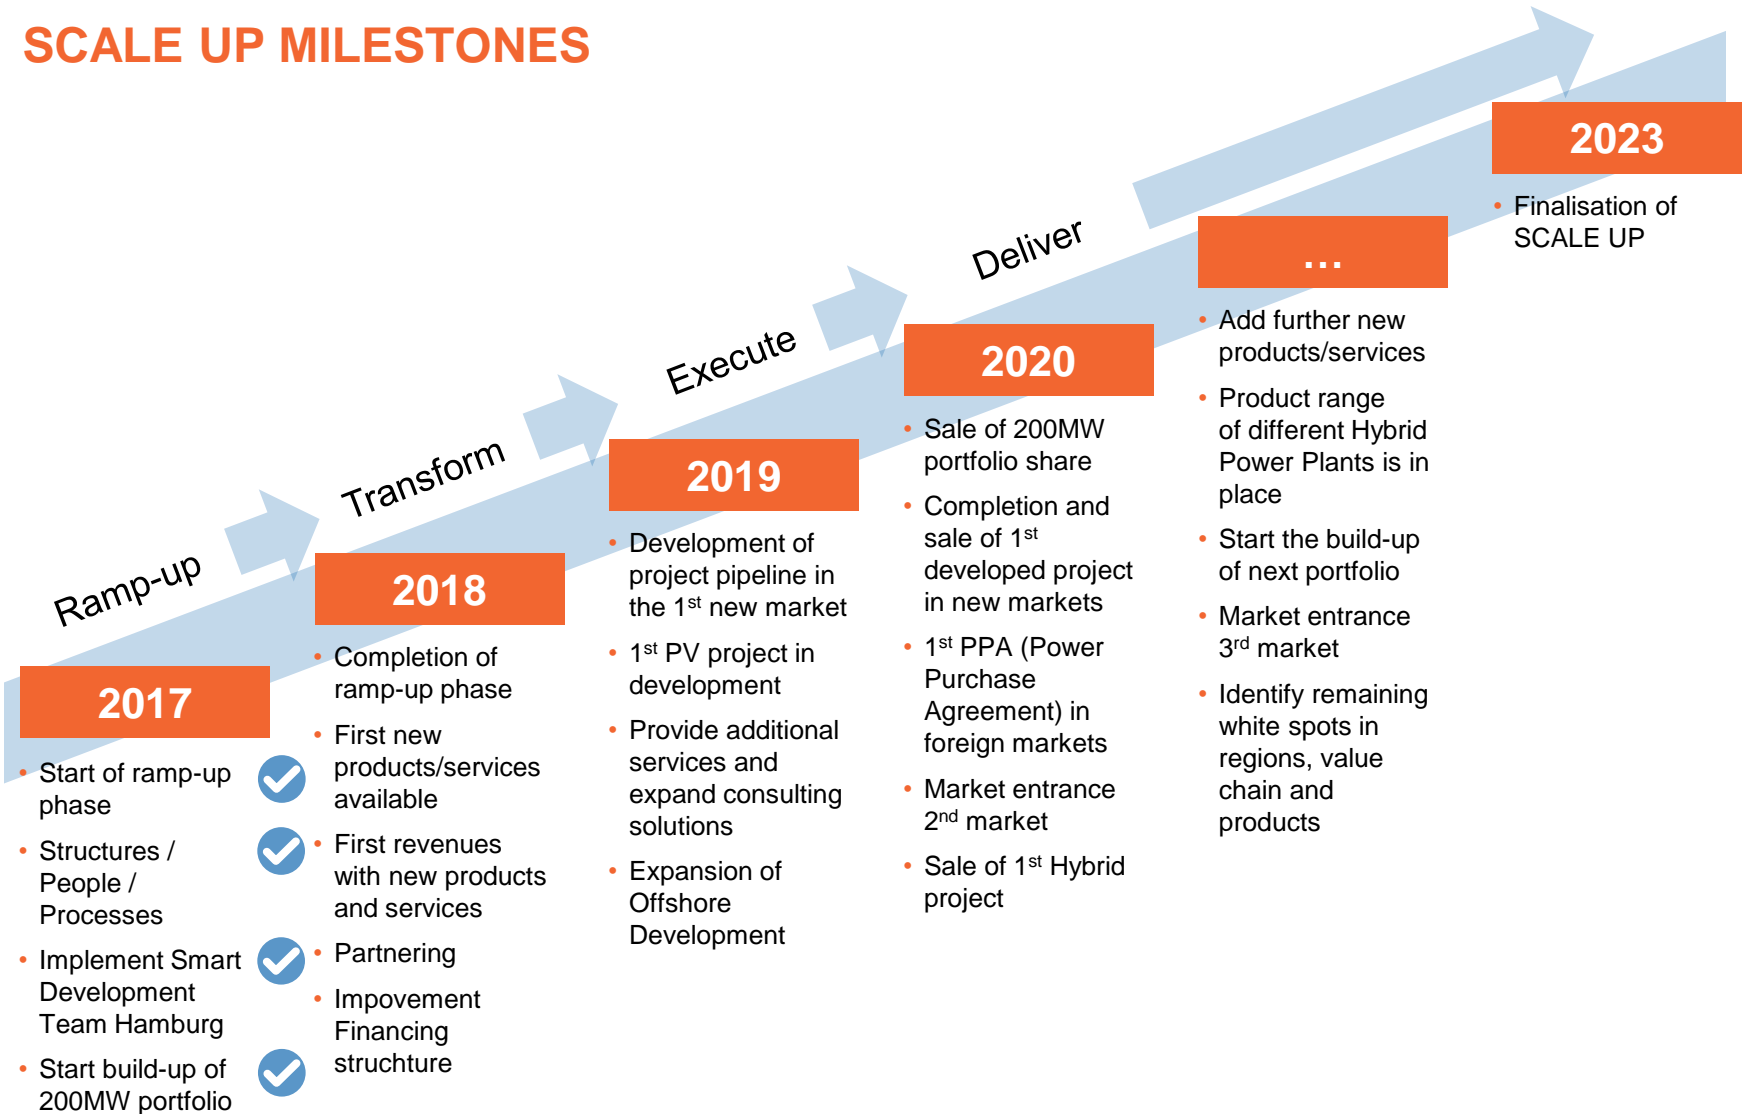 SCALE UP MILESTONES
Ramp-up
Transform
Execute
Deliver
2017
• Start of ramp-up
phase
• Structures /
People /
Processes
• Implement Smart
Development
Team Hamburg
• Start build-up of
200MW portfolio
2018
• Completion of
ramp-up phase
• First new
products/services
available
• First revenues
with new products
and services
• Partnering
• Impovement
Financing
struchture
2019
• Development of
project pipeline in
the 1st new market
• 1st PV project in
development
• Provide additional
services and
expand consulting
solutions
• Expansion of
Offshore
Development
2020
• Sale of 200MW
portfolio share
• Completion and
sale of 1st
developed project
in new markets
• 1st PPA (Power
Purchase
Agreement) in
foreign markets
• Market entrance
2nd market
• Sale of 1st Hybrid
project
...
• Add further new
products/services
• Product range
of different Hybrid
Power Plants is in
place
• Start the build-up
of next portfolio
• Market entrance
3rd market
• Identify remaining
white spots in
regions, value
chain and
products
2023
• Finalisation of
SCALE UP